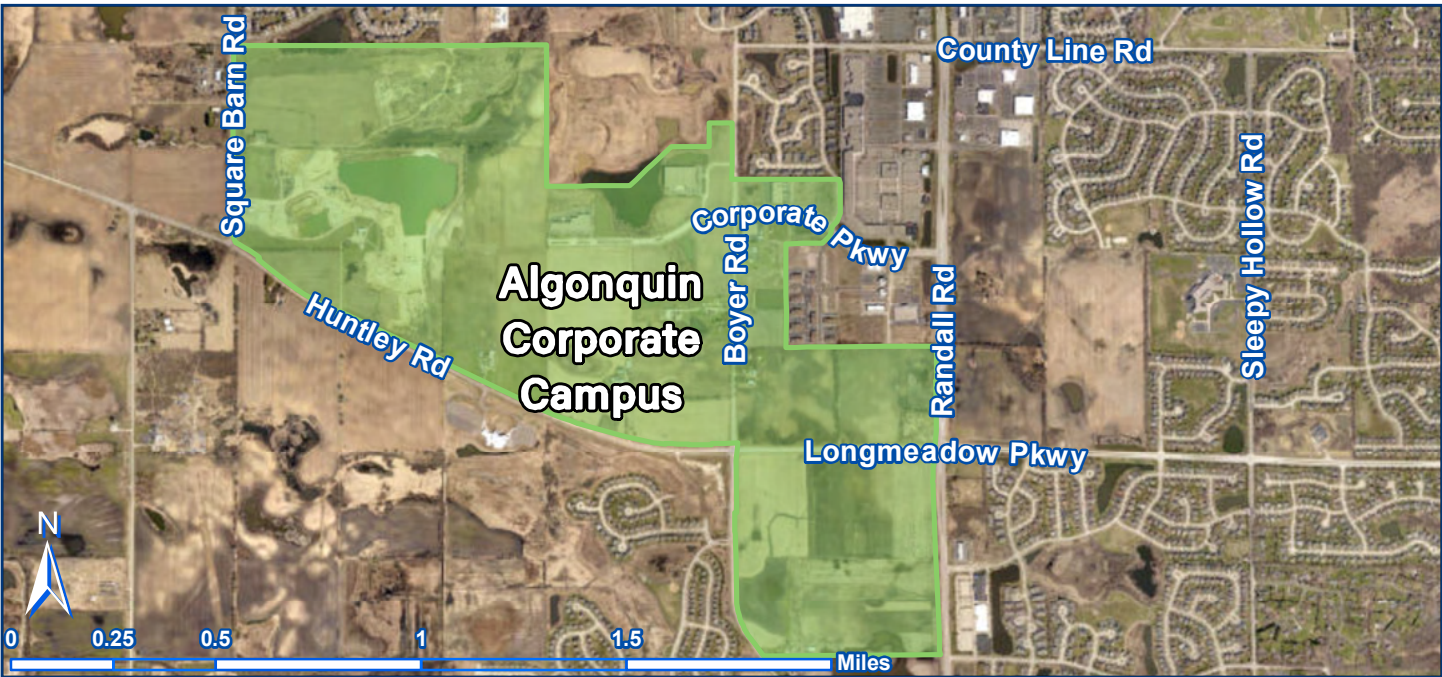 Square Barn Rd
County Line Rd
Sleepy Hollow Rd
Corporate Pkwy
Boyer Rd
Randall Rd
Algonquin
Corporate
Campus
Huntley Rd
Longmeadow Pkwy
N
0 0.25 0.5 1 1.5
Miles